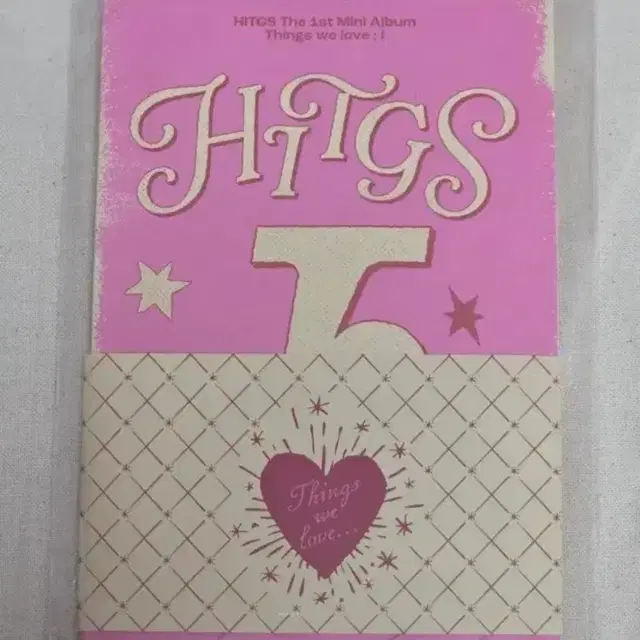 HITGS The 1st Mini Album
Things we love : I
HITGS
Things
we
love...